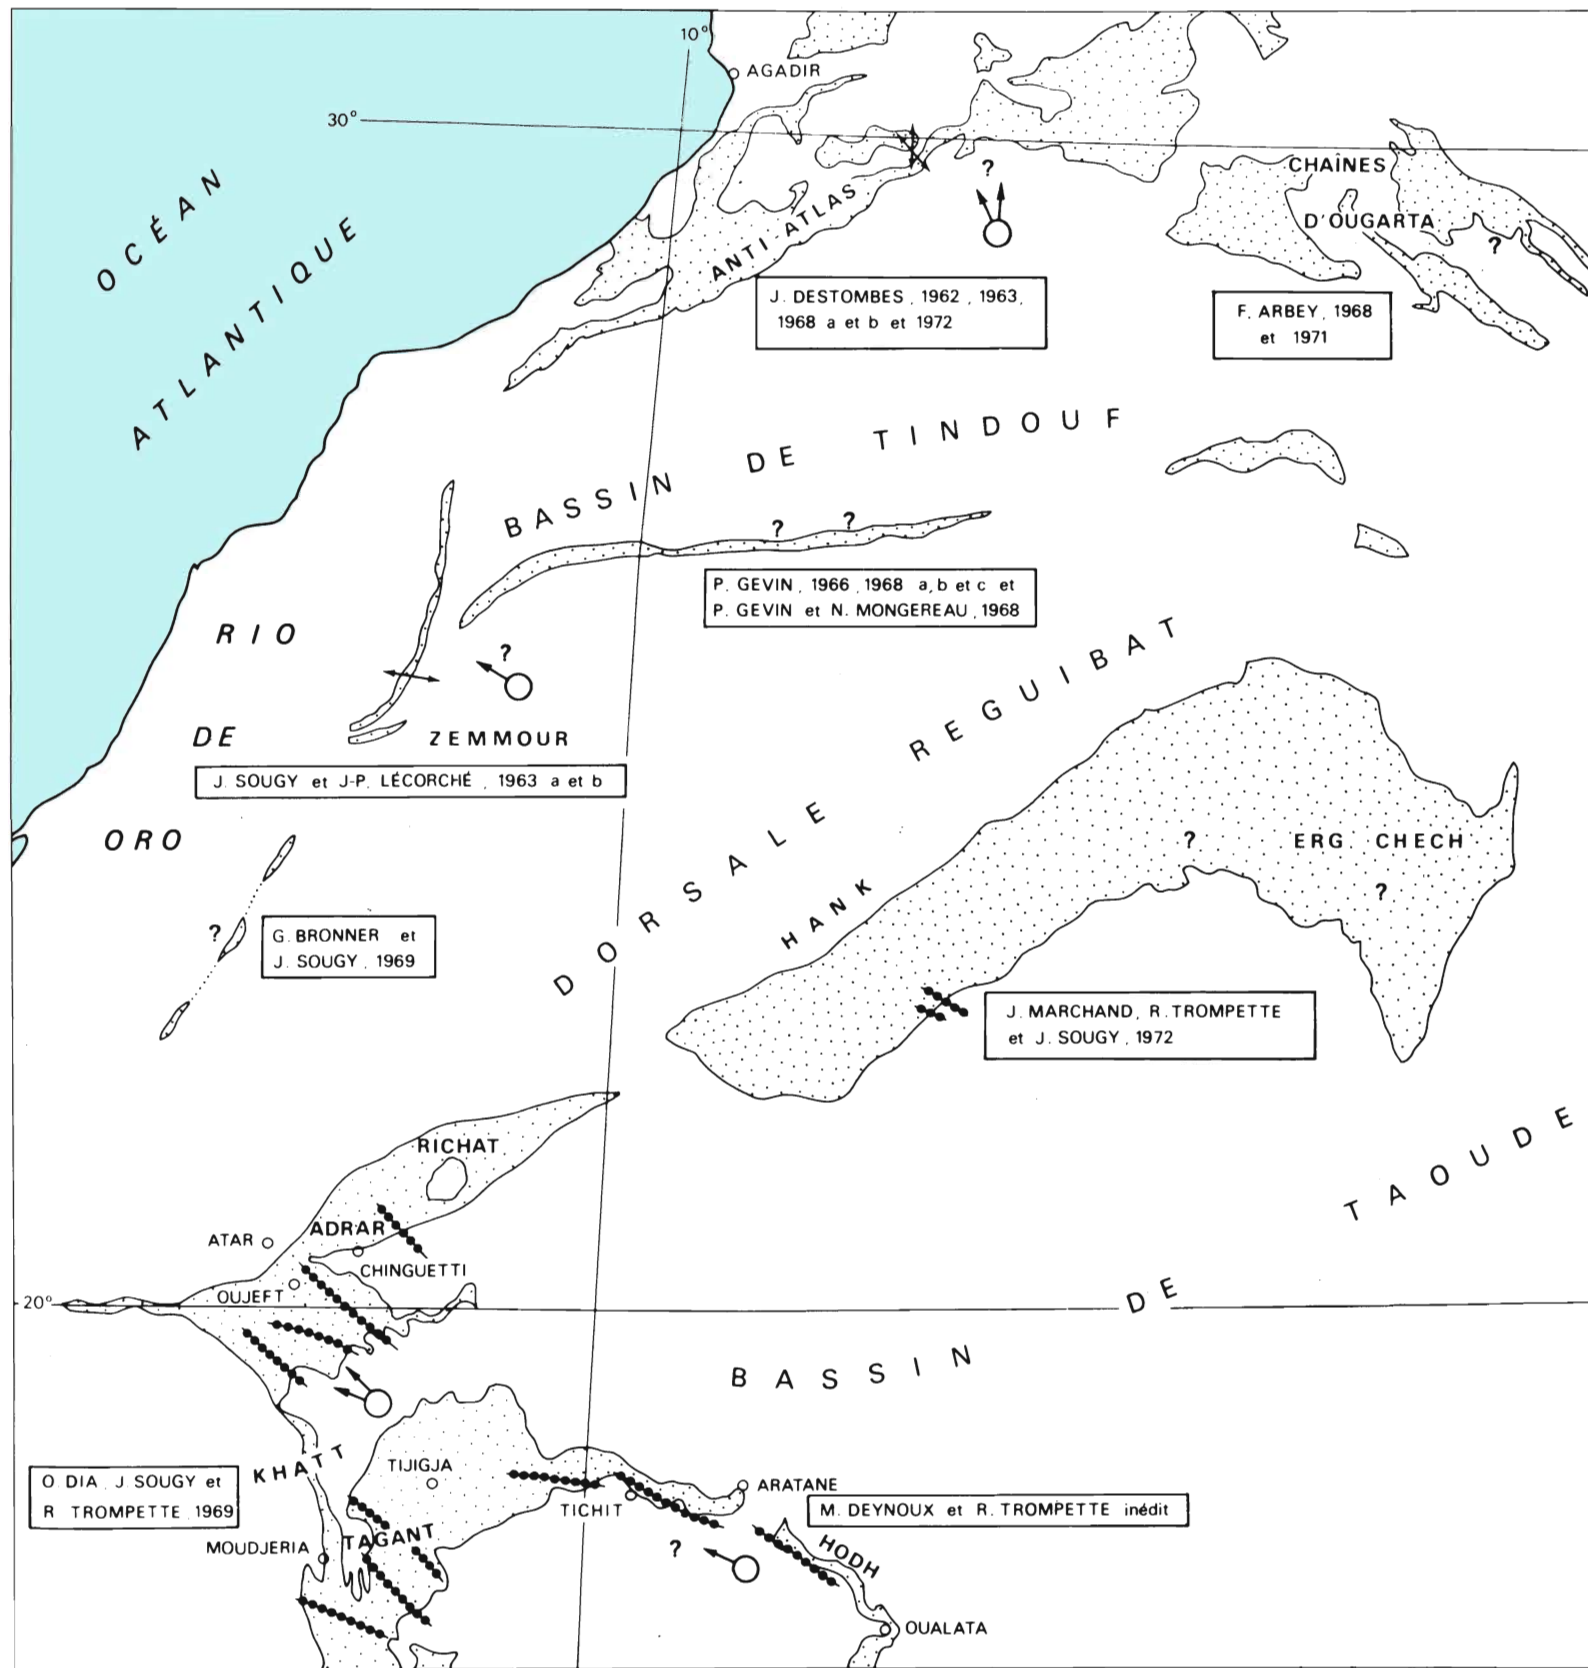 10°
AGADIR
30°
OCÉAN
ATLANTIQUE
CHAÎNES
D'OUGARTA
?
?
ANTI ATLAS
J. DESTOMBES, 1962, 1963,
1968 a et b et 1972
F. ARBEY, 1968
et 1971
BASSIN DE TINDOUF
? ?
P. GEVIN, 1966, 1968 a, b et c et
P. GEVIN et N. MONGEREAU, 1968
RIO
DE
ORO
?
ZEMMOUR
J. SOUGY et J-P. LÉCORCHÉ, 1963 a et b
DORSALE REGUIBAT
HANK
?
ERG CHECH
?
?
G. BRONNER et
J. SOUGY, 1969
J. MARCHAND, R. TROMPETTE
et J. SOUGY, 1972
RICHAT
ADRAR
ATAR
CHINGUETTI
OUJEFT
20°
BASSIN DE TAOUDE
KHATT
TIJIGJA
O DIA J SOUGY et
R TROMPETTE 1969
TICHIT
ARATANE
M. DEYNOUX et R. TROMPETTE inédit
MOUDJERIA
TAGANT
?
HODH
OUALATA